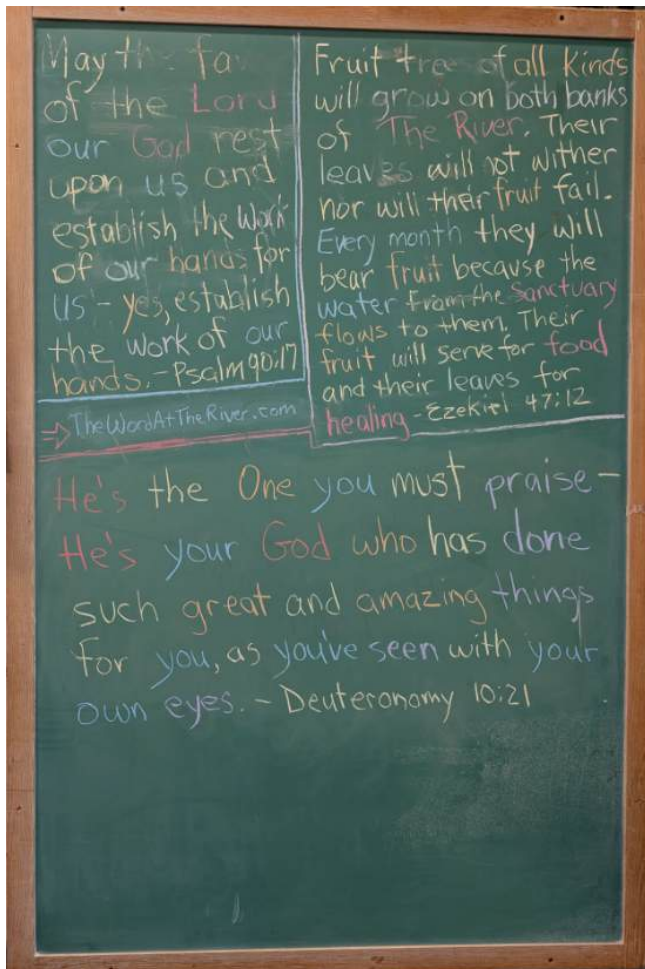 May the fa
of the Lord
our God rest
upon us and
establish the work
of our hands for
us - yes, establish
the work of our
hands. - Psalm 90:17
→ TheWordAtTheRiver.com
Fruit tree of all kinds
will grow on both banks
of The River. Their
leaves will not wither
nor will their fruit fail.
Every month they will
bear fruit because the
water from the sanctuary
flows to them. Their
fruit will serve for food
and their leaves for
healing - Ezekiel 47:12
He's the One you must praise -
He's your God who has done
such great and amazing things
for you, as you've seen with your
own eyes. - Deuteronomy 10:21